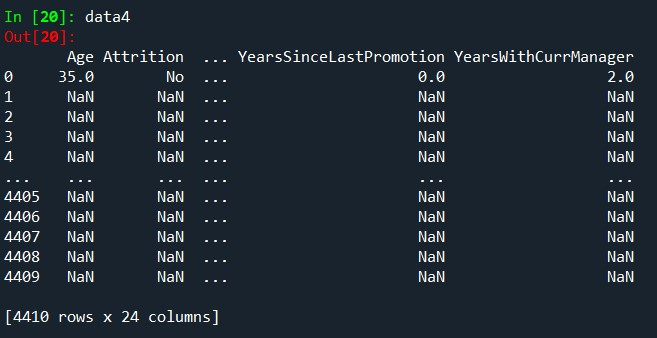 In [20]: data4
Out[20]:
       Age Attrition  ... YearsSinceLastPromotion YearsWithCurrManager
0     35.0        No  ...                     0.0                  2.0
1      NaN       NaN  ...                     NaN                  NaN
2      NaN       NaN  ...                     NaN                  NaN
3      NaN       NaN  ...                     NaN                  NaN
4      NaN       NaN  ...                     NaN                  NaN
...    ...       ...  ...                     ...                  ...
4405   NaN       NaN  ...                     NaN                  NaN
4406   NaN       NaN  ...                     NaN                  NaN
4407   NaN       NaN  ...                     NaN                  NaN
4408   NaN       NaN  ...                     NaN                  NaN
4409   NaN       NaN  ...                     NaN                  NaN
[4410 rows x 24 columns]